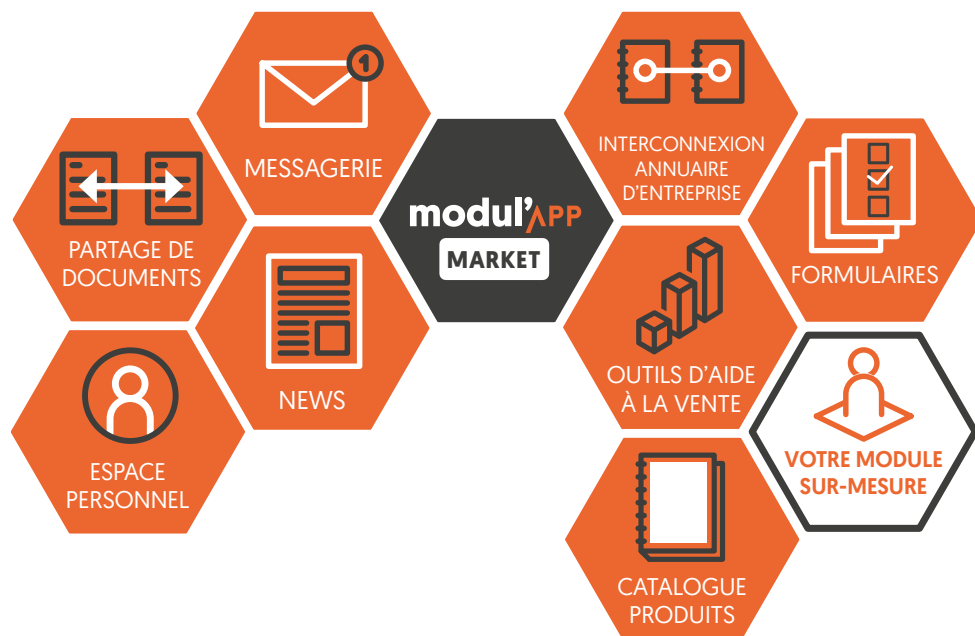 1
MESSAGERIE
PARTAGE DE
DOCUMENTS
NEWS
ESPACE
PERSONNEL
modul'APP
MARKET
INTERCONNEXION
ANNUAIRE
D'ENTREPRISE
FORMULAIRES
OUTILS D'AIDE
À LA VENTE
VOTRE MODULE
SUR-MESURE
CATALOGUE
PRODUITS